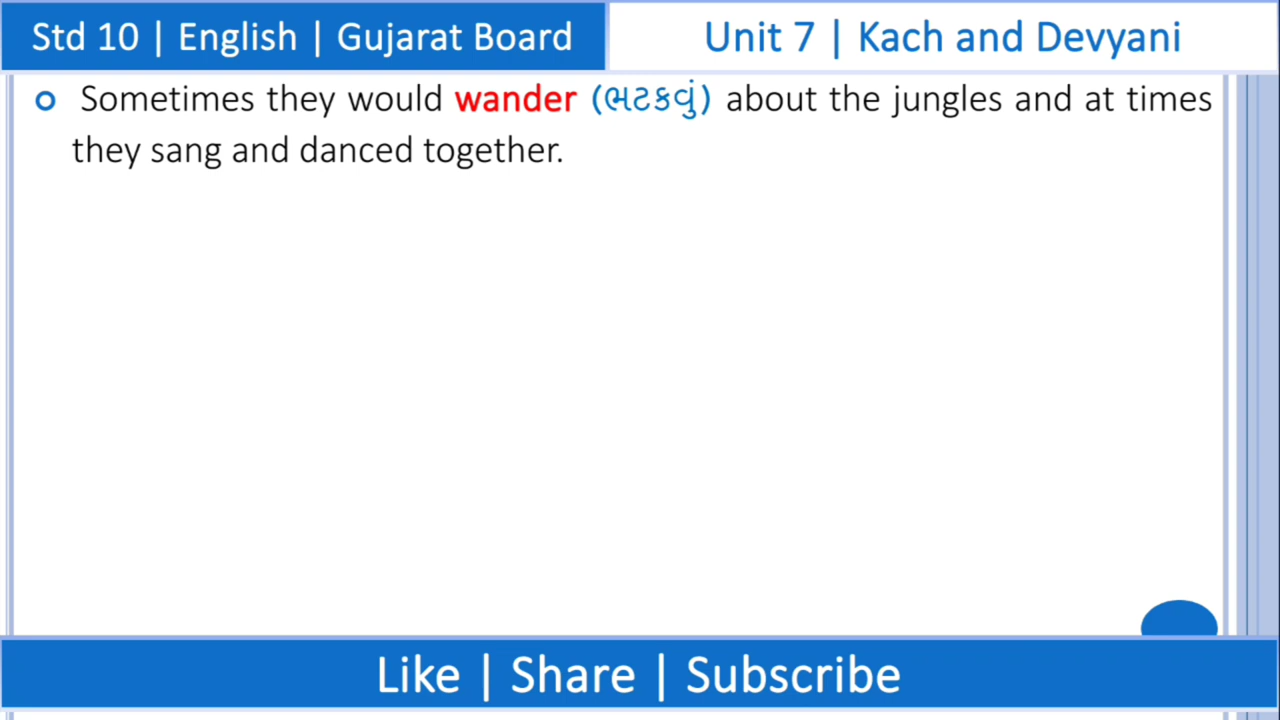 Std 10 | English | Gujarat Board
Unit 7 | Kach and Devyani
Sometimes they would wander (ભટકવું) about the jungles and at times
they sang and danced together.
Like | Share | Subscribe